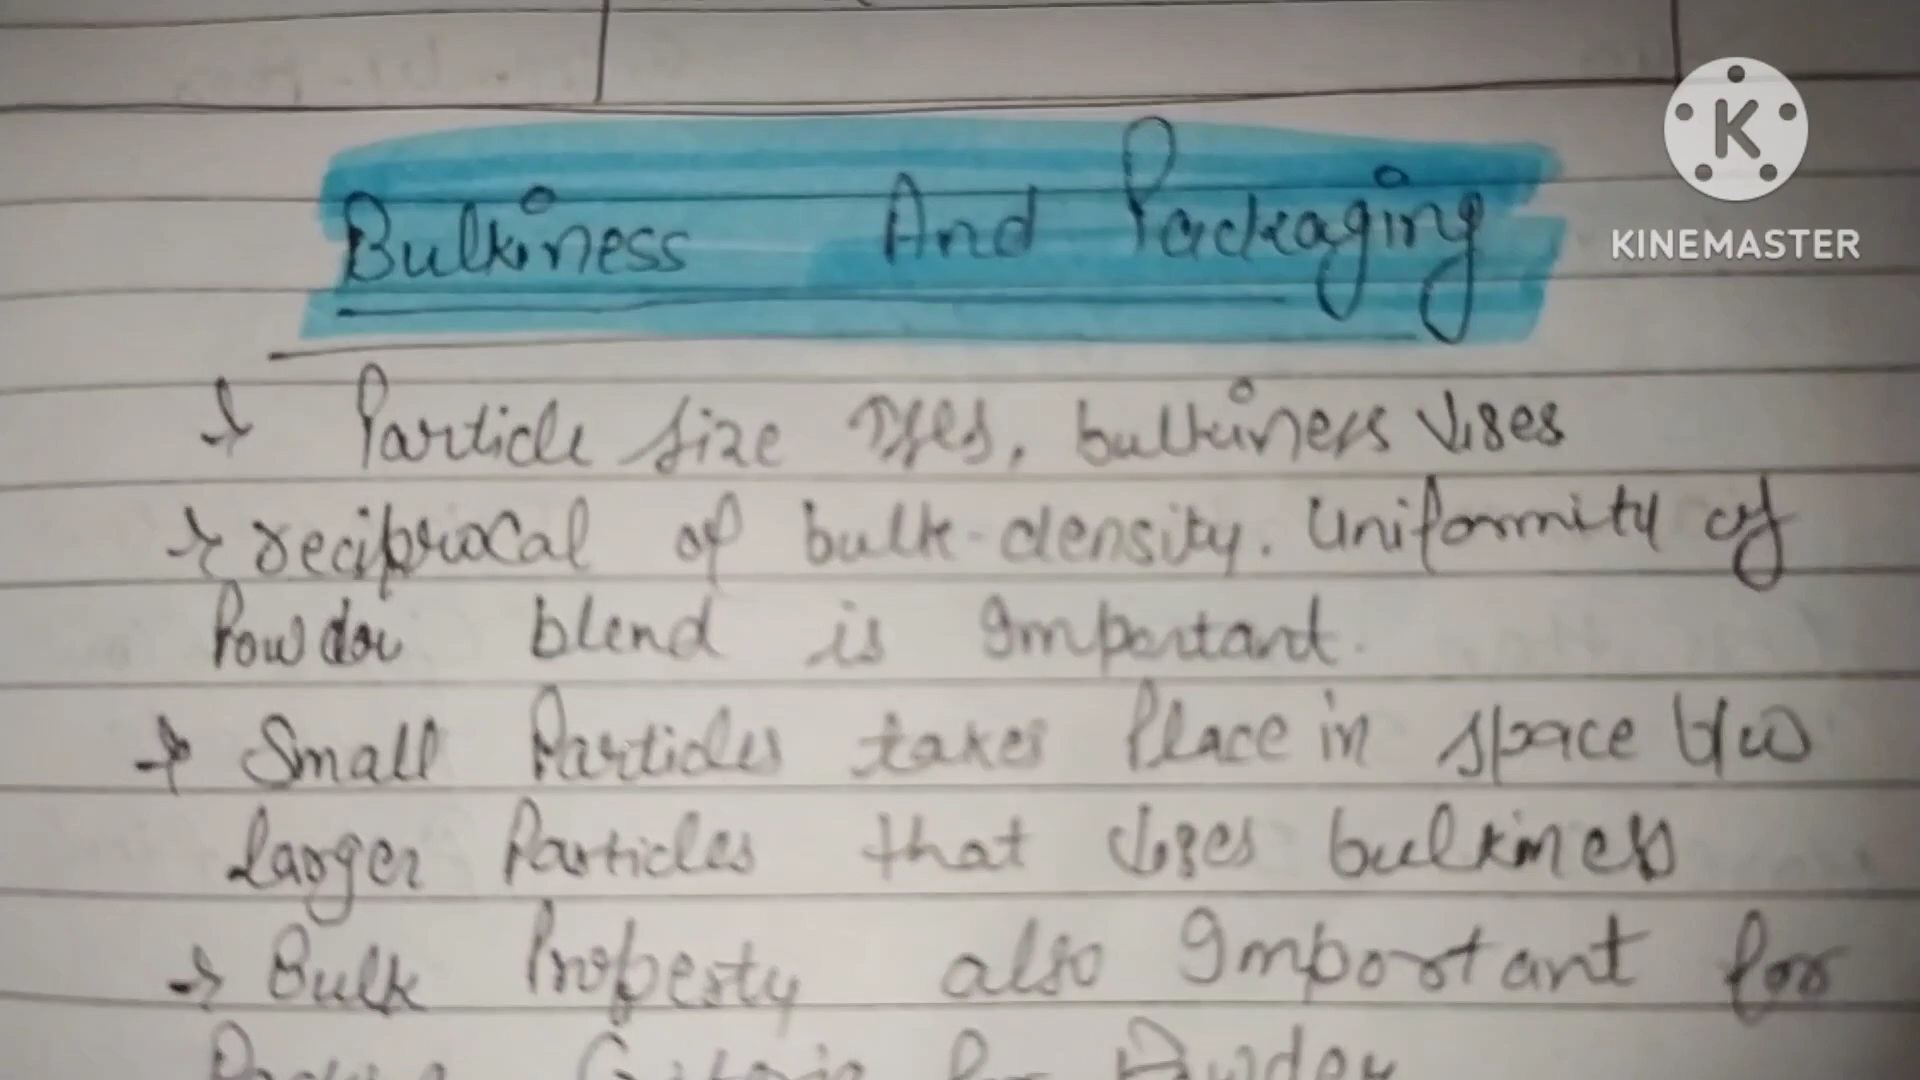 KINEMASTER
Bulkiness And Packaging
→ Particle size ↑ses, bulkiness ↓ses
→ reciprocal of bulk-density. Uniformity of
Powder blend is Important.
→ Small Particles takes Place in space b/w
larger Particles that ↓ses bulkiness
→ Bulk Property also Important for